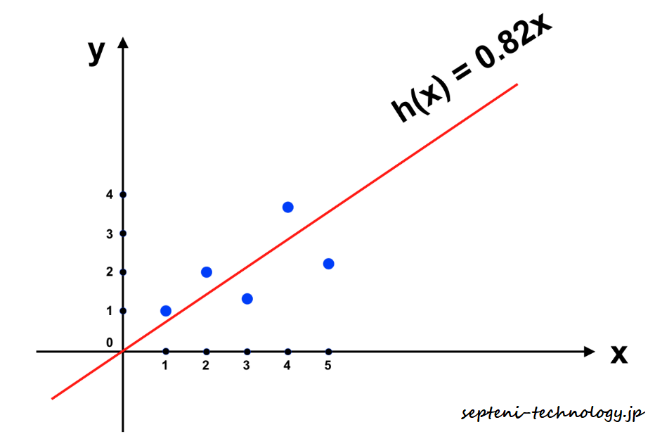 y
h(x) = 0.82x
4
3
2
1
0
1 2 3 4 5
x
septeni-technology.jp